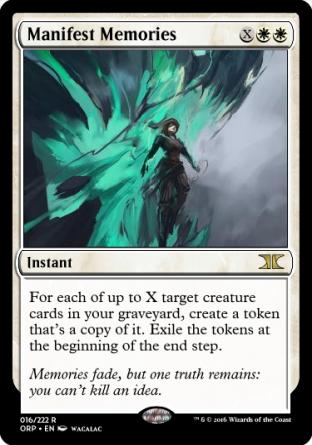 Manifest Memories X
Instant
For each of up to X target creature
cards in your graveyard, create a token
that's a copy of it. Exile the tokens at
the beginning of the end step.
Memories fade, but one truth remains:
you can't kill an idea.
016/222 R
ORP • EN WACALAC
™ & © 2016 Wizards of the Coast